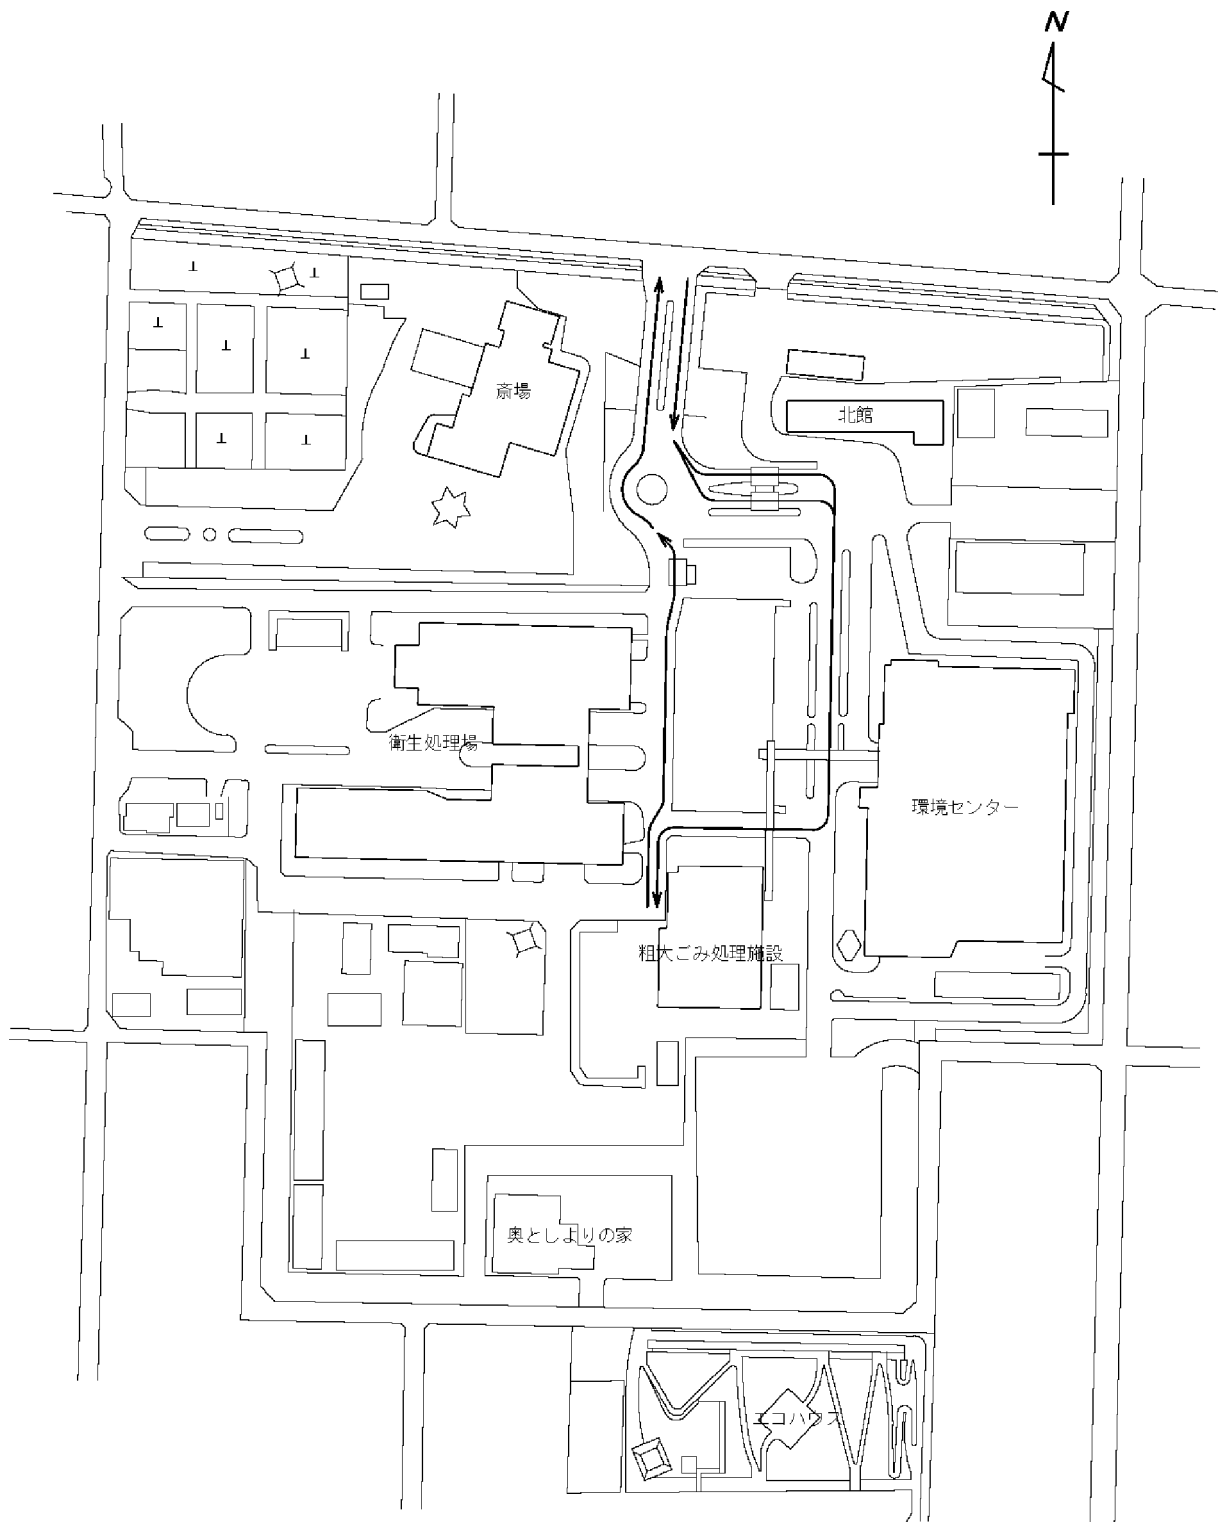 N
斎場
北館
衛生処理場
環境センター
粗大ごみ処理施設
奥としよりの家
エコハウス